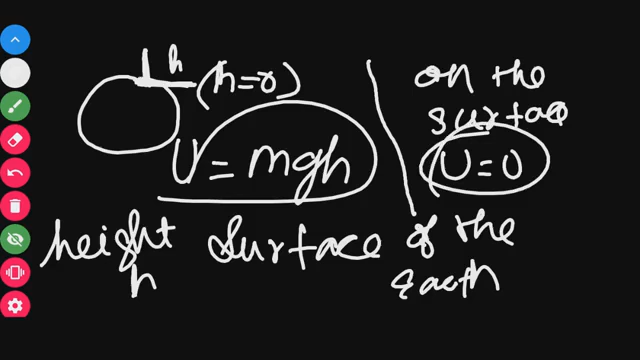 h
(h=0)
U = mgh
on the
surface
U = 0
height surface of the
h earth